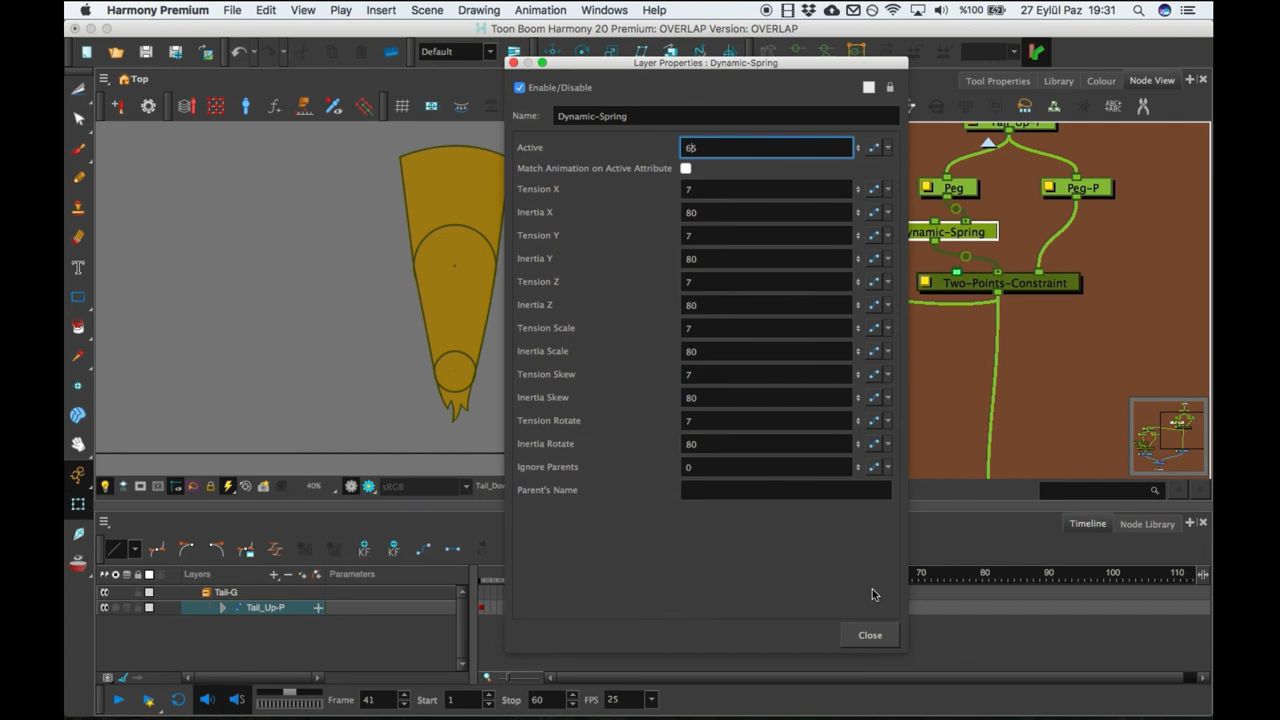 Harmony Premium File Edit View Play Insert Scene Drawing Animation Windows Help %100 27 Eylül Paz 19:31
Toon Boom Harmony 20 Premium: OVERLAP Version: OVERLAP
Default
Layer Properties : Dynamic-Spring
Top
Tool Properties Library Colour Node View
Enable/Disable
Name: Dynamic-Spring
Active 65
Match Animation on Active Attribute
Tension X 7
Inertia X 80
Tension Y 7
Inertia Y 80
Tension Z 7
Inertia Z 80
Tension Scale 7
Inertia Scale 80
Tension Skew 7
Inertia Skew 80
Tension Rotate 7
Inertia Rotate 80
Ignore Parents 0
Parent's Name
Close
Peg Peg-P
ynamic-Spring
Two-Points-Constraint
40% sRGB Tail_Dow
Timeline Node Library
KF KF
Layers Parameters
70 80 90 100 110
Tail-G
Tail_Up-P
Frame 41 Start 1 Stop 60 FPS 25